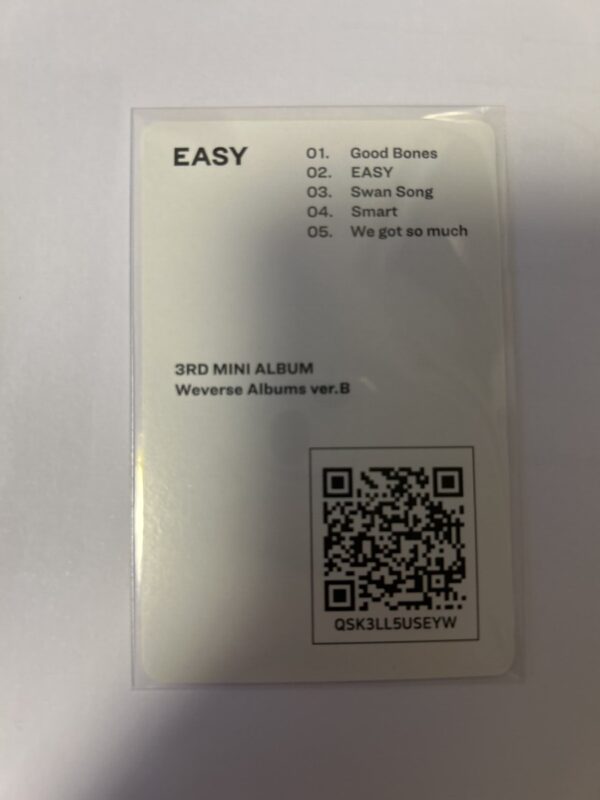 EASY
01. Good Bones
02. EASY
03. Swan Song
04. Smart
05. We got so much
3RD MINI ALBUM
Weverse Albums ver.B
QSK3LL5USEYW